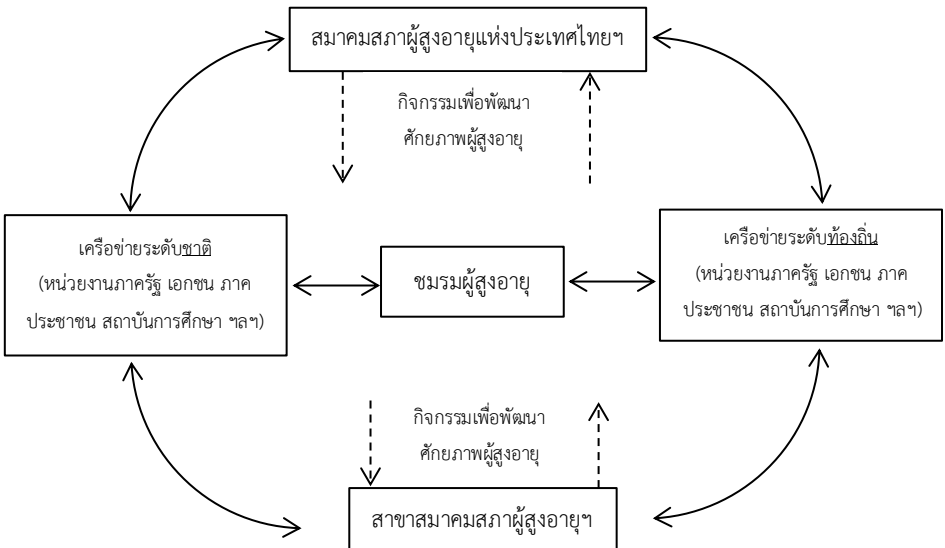 สมาคมสภาผู้สูงอายุแห่งประเทศไทยฯ
กิจกรรมเพื่อพัฒนา
ศักยภาพผู้สูงอายุ
เครือข่ายระดับชาติ
(หน่วยงานภาครัฐ เอกชน ภาค
ประชาชน สถาบันการศึกษา ฯลฯ)
ชมรมผู้สูงอายุ
เครือข่ายระดับท้องถิ่น
(หน่วยงานภาครัฐ เอกชน ภาค
ประชาชน สถาบันการศึกษา ฯลฯ)
กิจกรรมเพื่อพัฒนา
ศักยภาพผู้สูงอายุ
สาขาสมาคมสภาผู้สูงอายุฯ